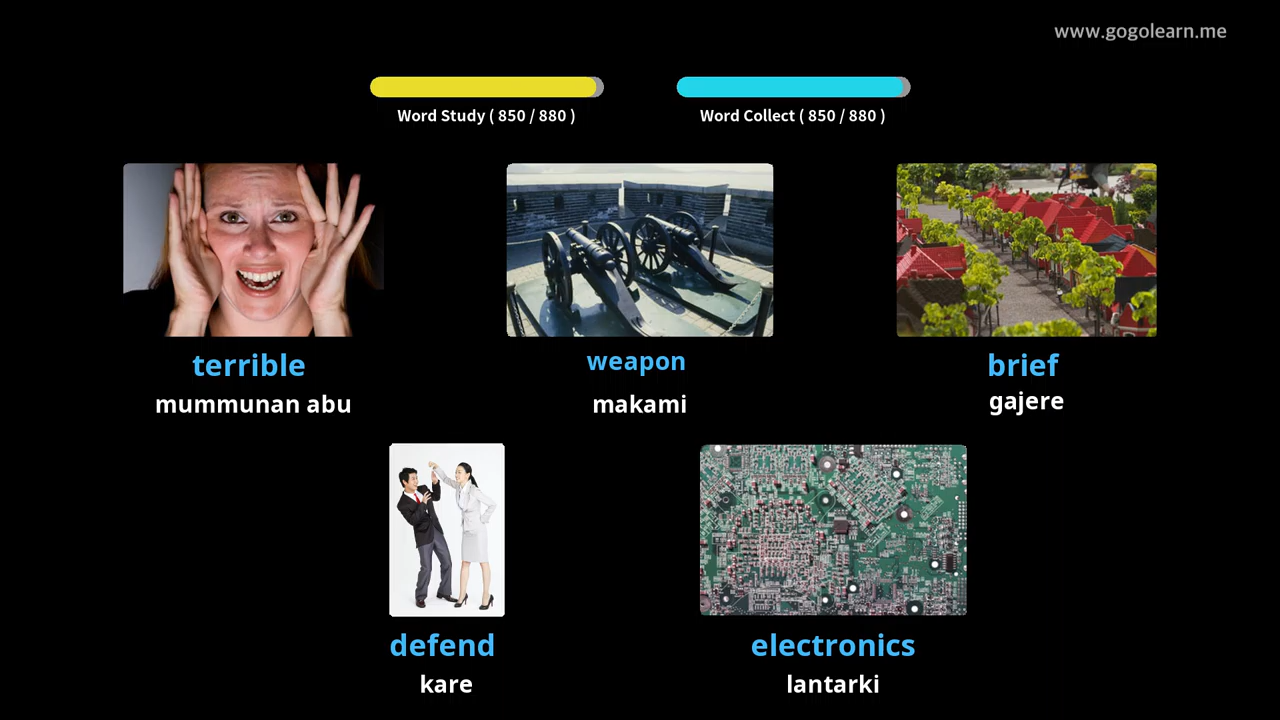 www.gogolearn.me
Word Study ( 850 / 880 )
Word Collect ( 850 / 880 )
terrible
mummunan abu
weapon
makami
brief
gajere
defend
kare
electronics
lantarki